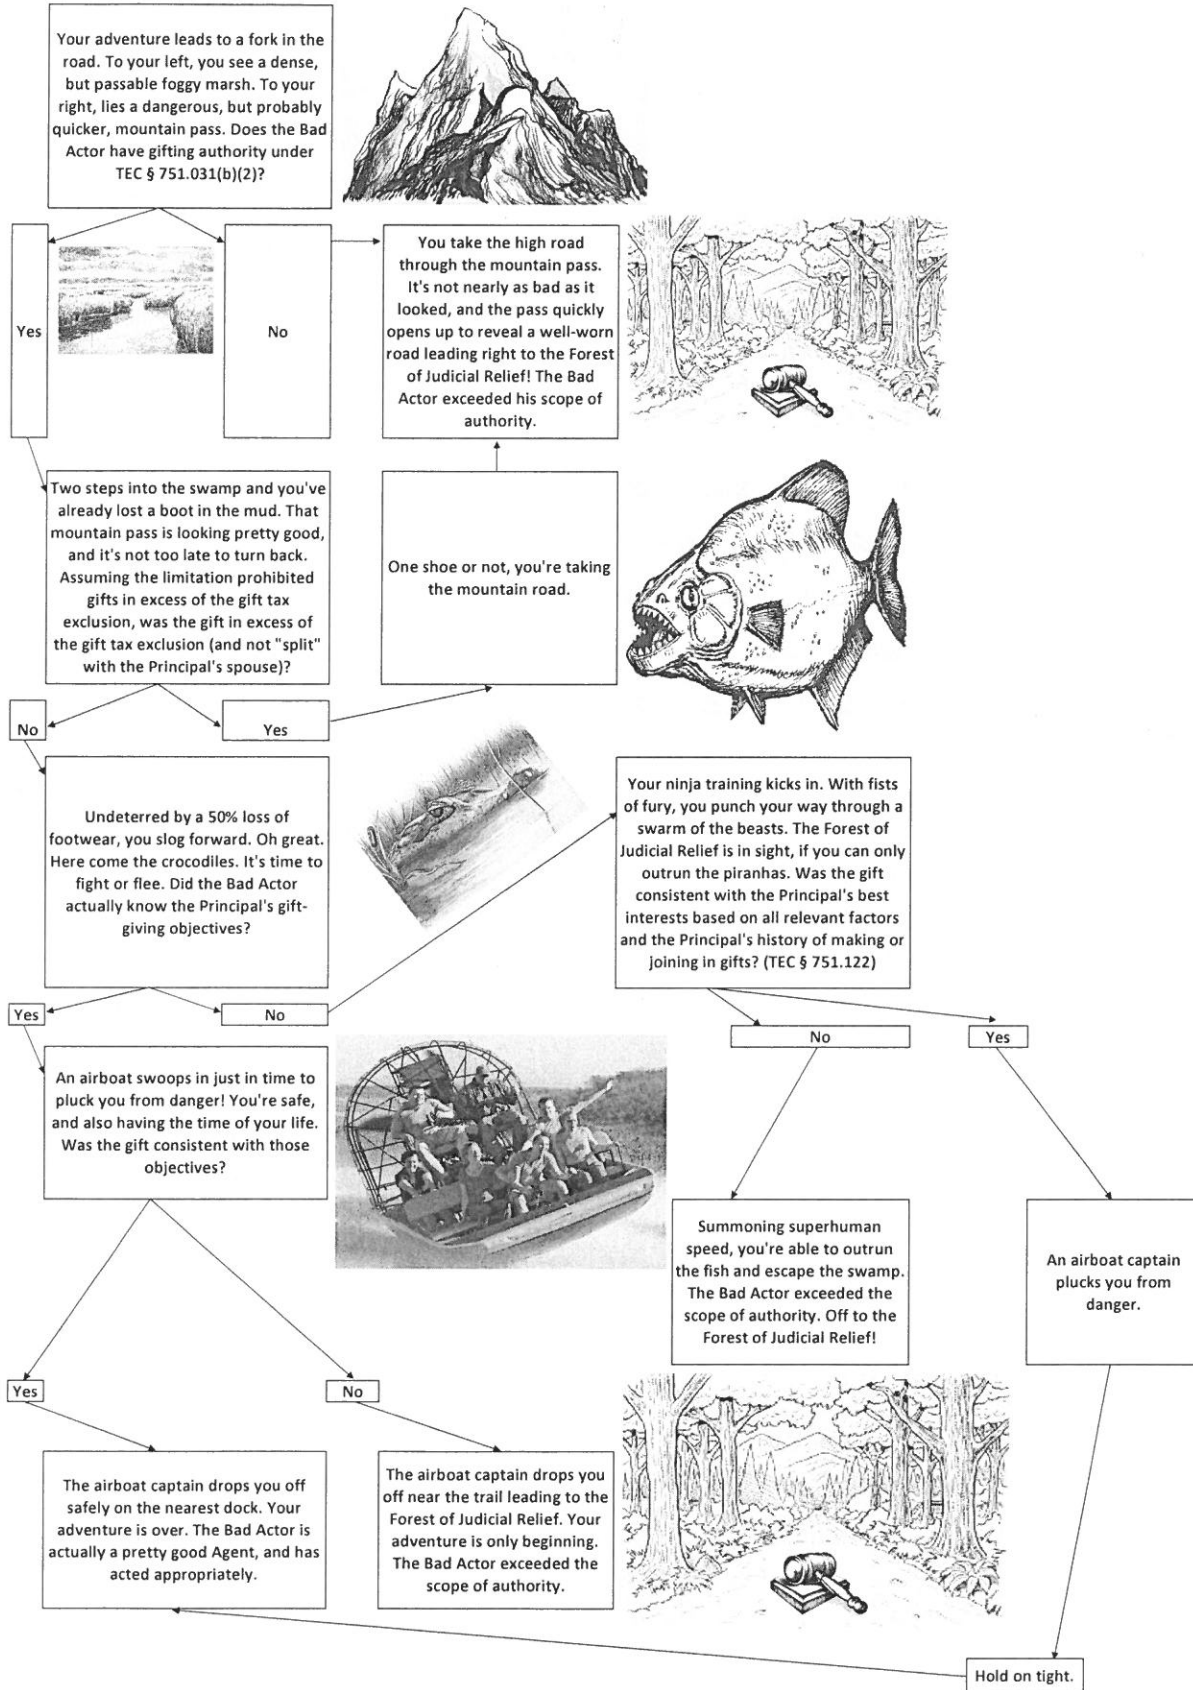 Your adventure leads to a fork in the
road. To your left, you see a dense,
but passable foggy marsh. To your
right, lies a dangerous, but probably
quicker, mountain pass. Does the Bad
Actor have gifting authority under
TEC § 751.031(b)(2)?
Yes
No
You take the high road
through the mountain pass.
It's not nearly as bad as it
looked, and the pass quickly
opens up to reveal a well-worn
road leading right to the Forest
of Judicial Relief! The Bad
Actor exceeded his scope of
authority.
Two steps into the swamp and you've
already lost a boot in the mud. That
mountain pass is looking pretty good,
and it's not too late to turn back.
Assuming the limitation prohibited
gifts in excess of the gift tax
exclusion, was the gift in excess of
the gift tax exclusion (and not "split"
with the Principal's spouse)?
One shoe or not, you're taking
the mountain road.
No
Yes
Undeterred by a 50% loss of
footwear, you slog forward. Oh great.
Here come the crocodiles. It's time to
fight or flee. Did the Bad Actor
actually know the Principal's gift-
giving objectives?
Your ninja training kicks in. With fists
of fury, you punch your way through a
swarm of the beasts. The Forest of
Judicial Relief is in sight, if you can only
outrun the piranhas. Was the gift
consistent with the Principal's best
interests based on all relevant factors
and the Principal's history of making or
joining in gifts? (TEC § 751.122)
Yes
No
No
Yes
An airboat swoops in just in time to
pluck you from danger! You're safe,
and also having the time of your life.
Was the gift consistent with those
objectives?
Summoning superhuman
speed, you're able to outrun
the fish and escape the swamp.
The Bad Actor exceeded the
scope of authority. Off to the
Forest of Judicial Relief!
An airboat captain
plucks you from
danger.
Yes
No
The airboat captain drops you off
safely on the nearest dock. Your
adventure is over. The Bad Actor is
actually a pretty good Agent, and has
acted appropriately.
The airboat captain drops you
off near the trail leading to the
Forest of Judicial Relief. Your
adventure is only beginning.
The Bad Actor exceeded the
scope of authority.
Hold on tight.